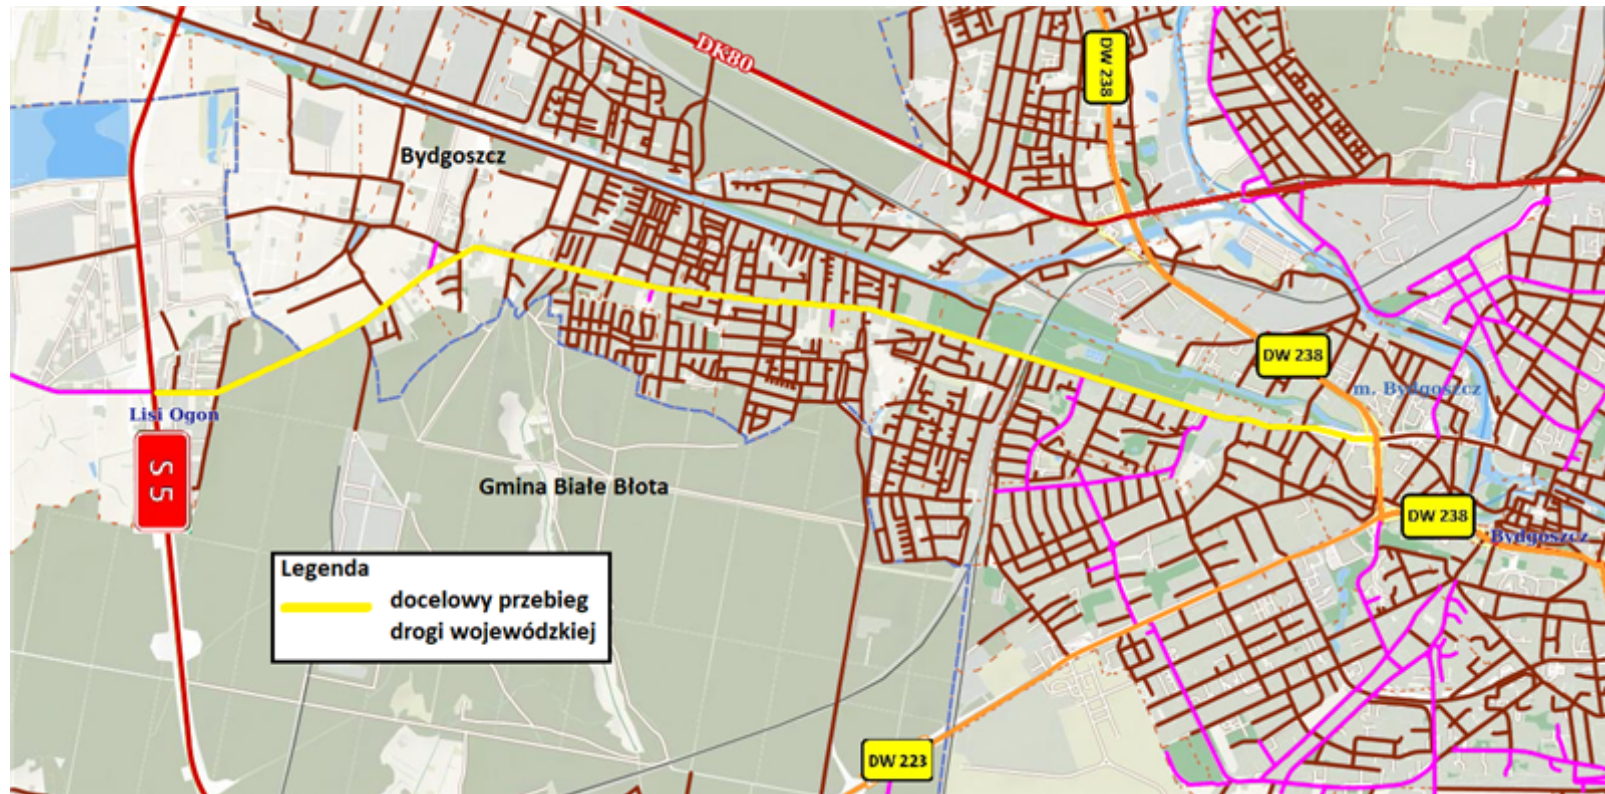 DK80
DW 238
Bydgoszcz
DW 238
m. Bydgoszcz
Lisi Ogon
S 5
Gmina Białe Błota
DW 238
Bydgoszcz
Legenda
docelowy przebieg
drogi wojewódzkiej
DW 223